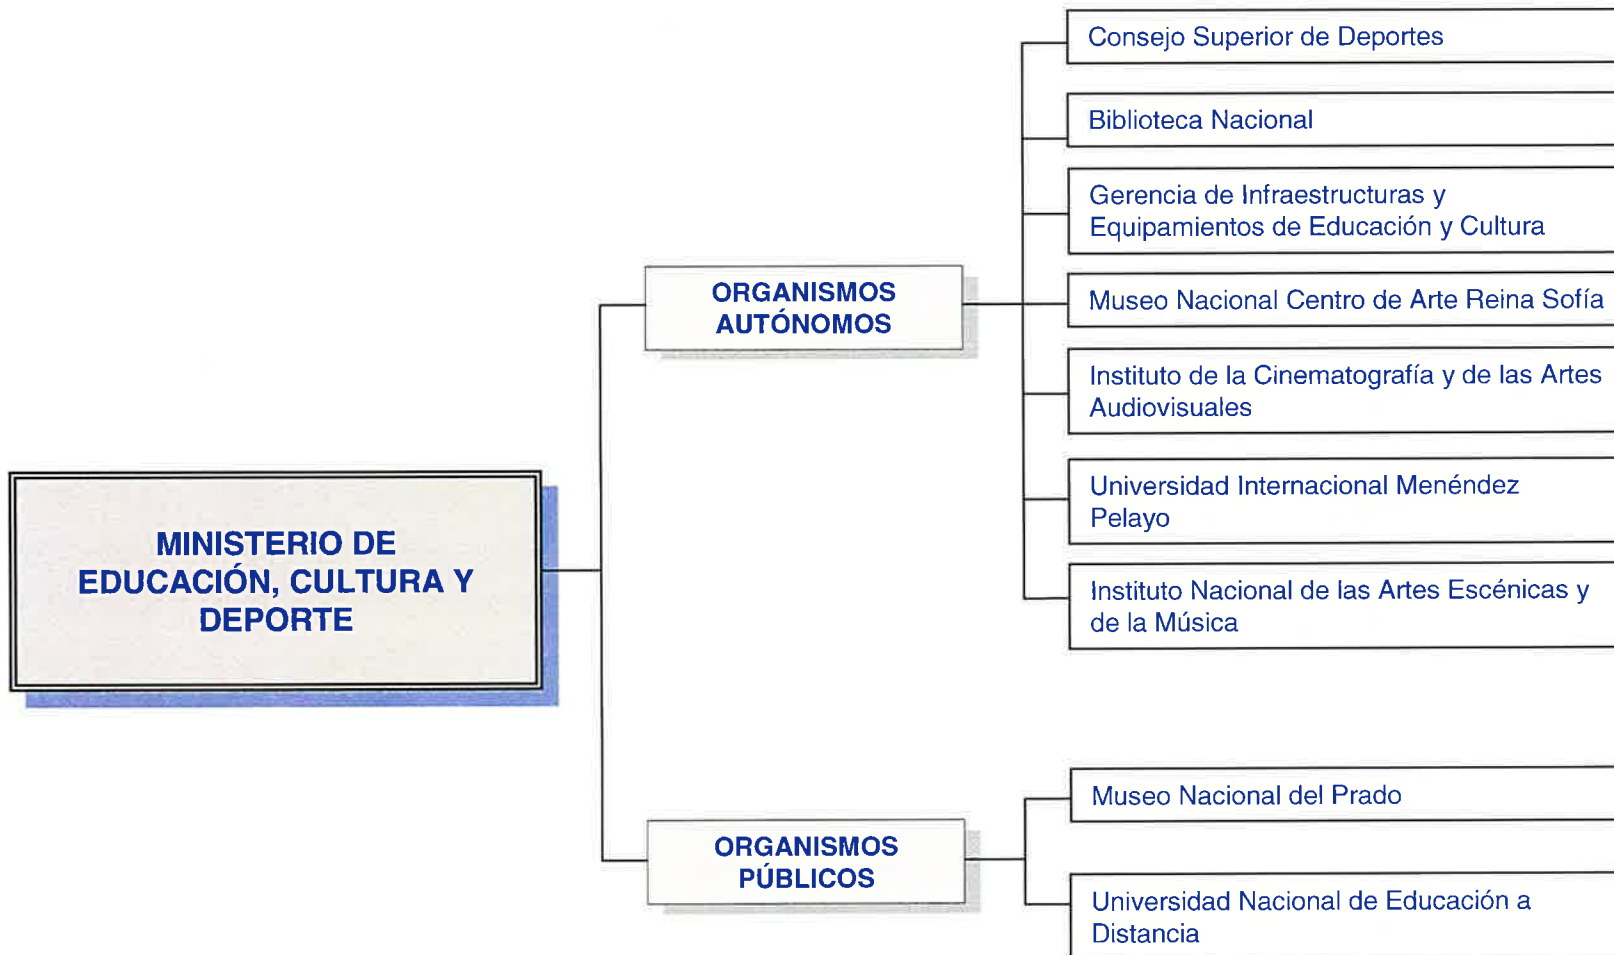 Consejo Superior de Deportes
Biblioteca Nacional
Gerencia de Infraestructuras y
Equipamientos de Educación y Cultura
ORGANISMOS
AUTÓNOMOS
Museo Nacional Centro de Arte Reina Sofía
Instituto de la Cinematografía y de las Artes
Audiovisuales
Universidad Internacional Menéndez
Pelayo
MINISTERIO DE
EDUCACIÓN, CULTURA Y
DEPORTE
Instituto Nacional de las Artes Escénicas y
de la Música
Museo Nacional del Prado
ORGANISMOS
PÚBLICOS
Universidad Nacional de Educación a
Distancia